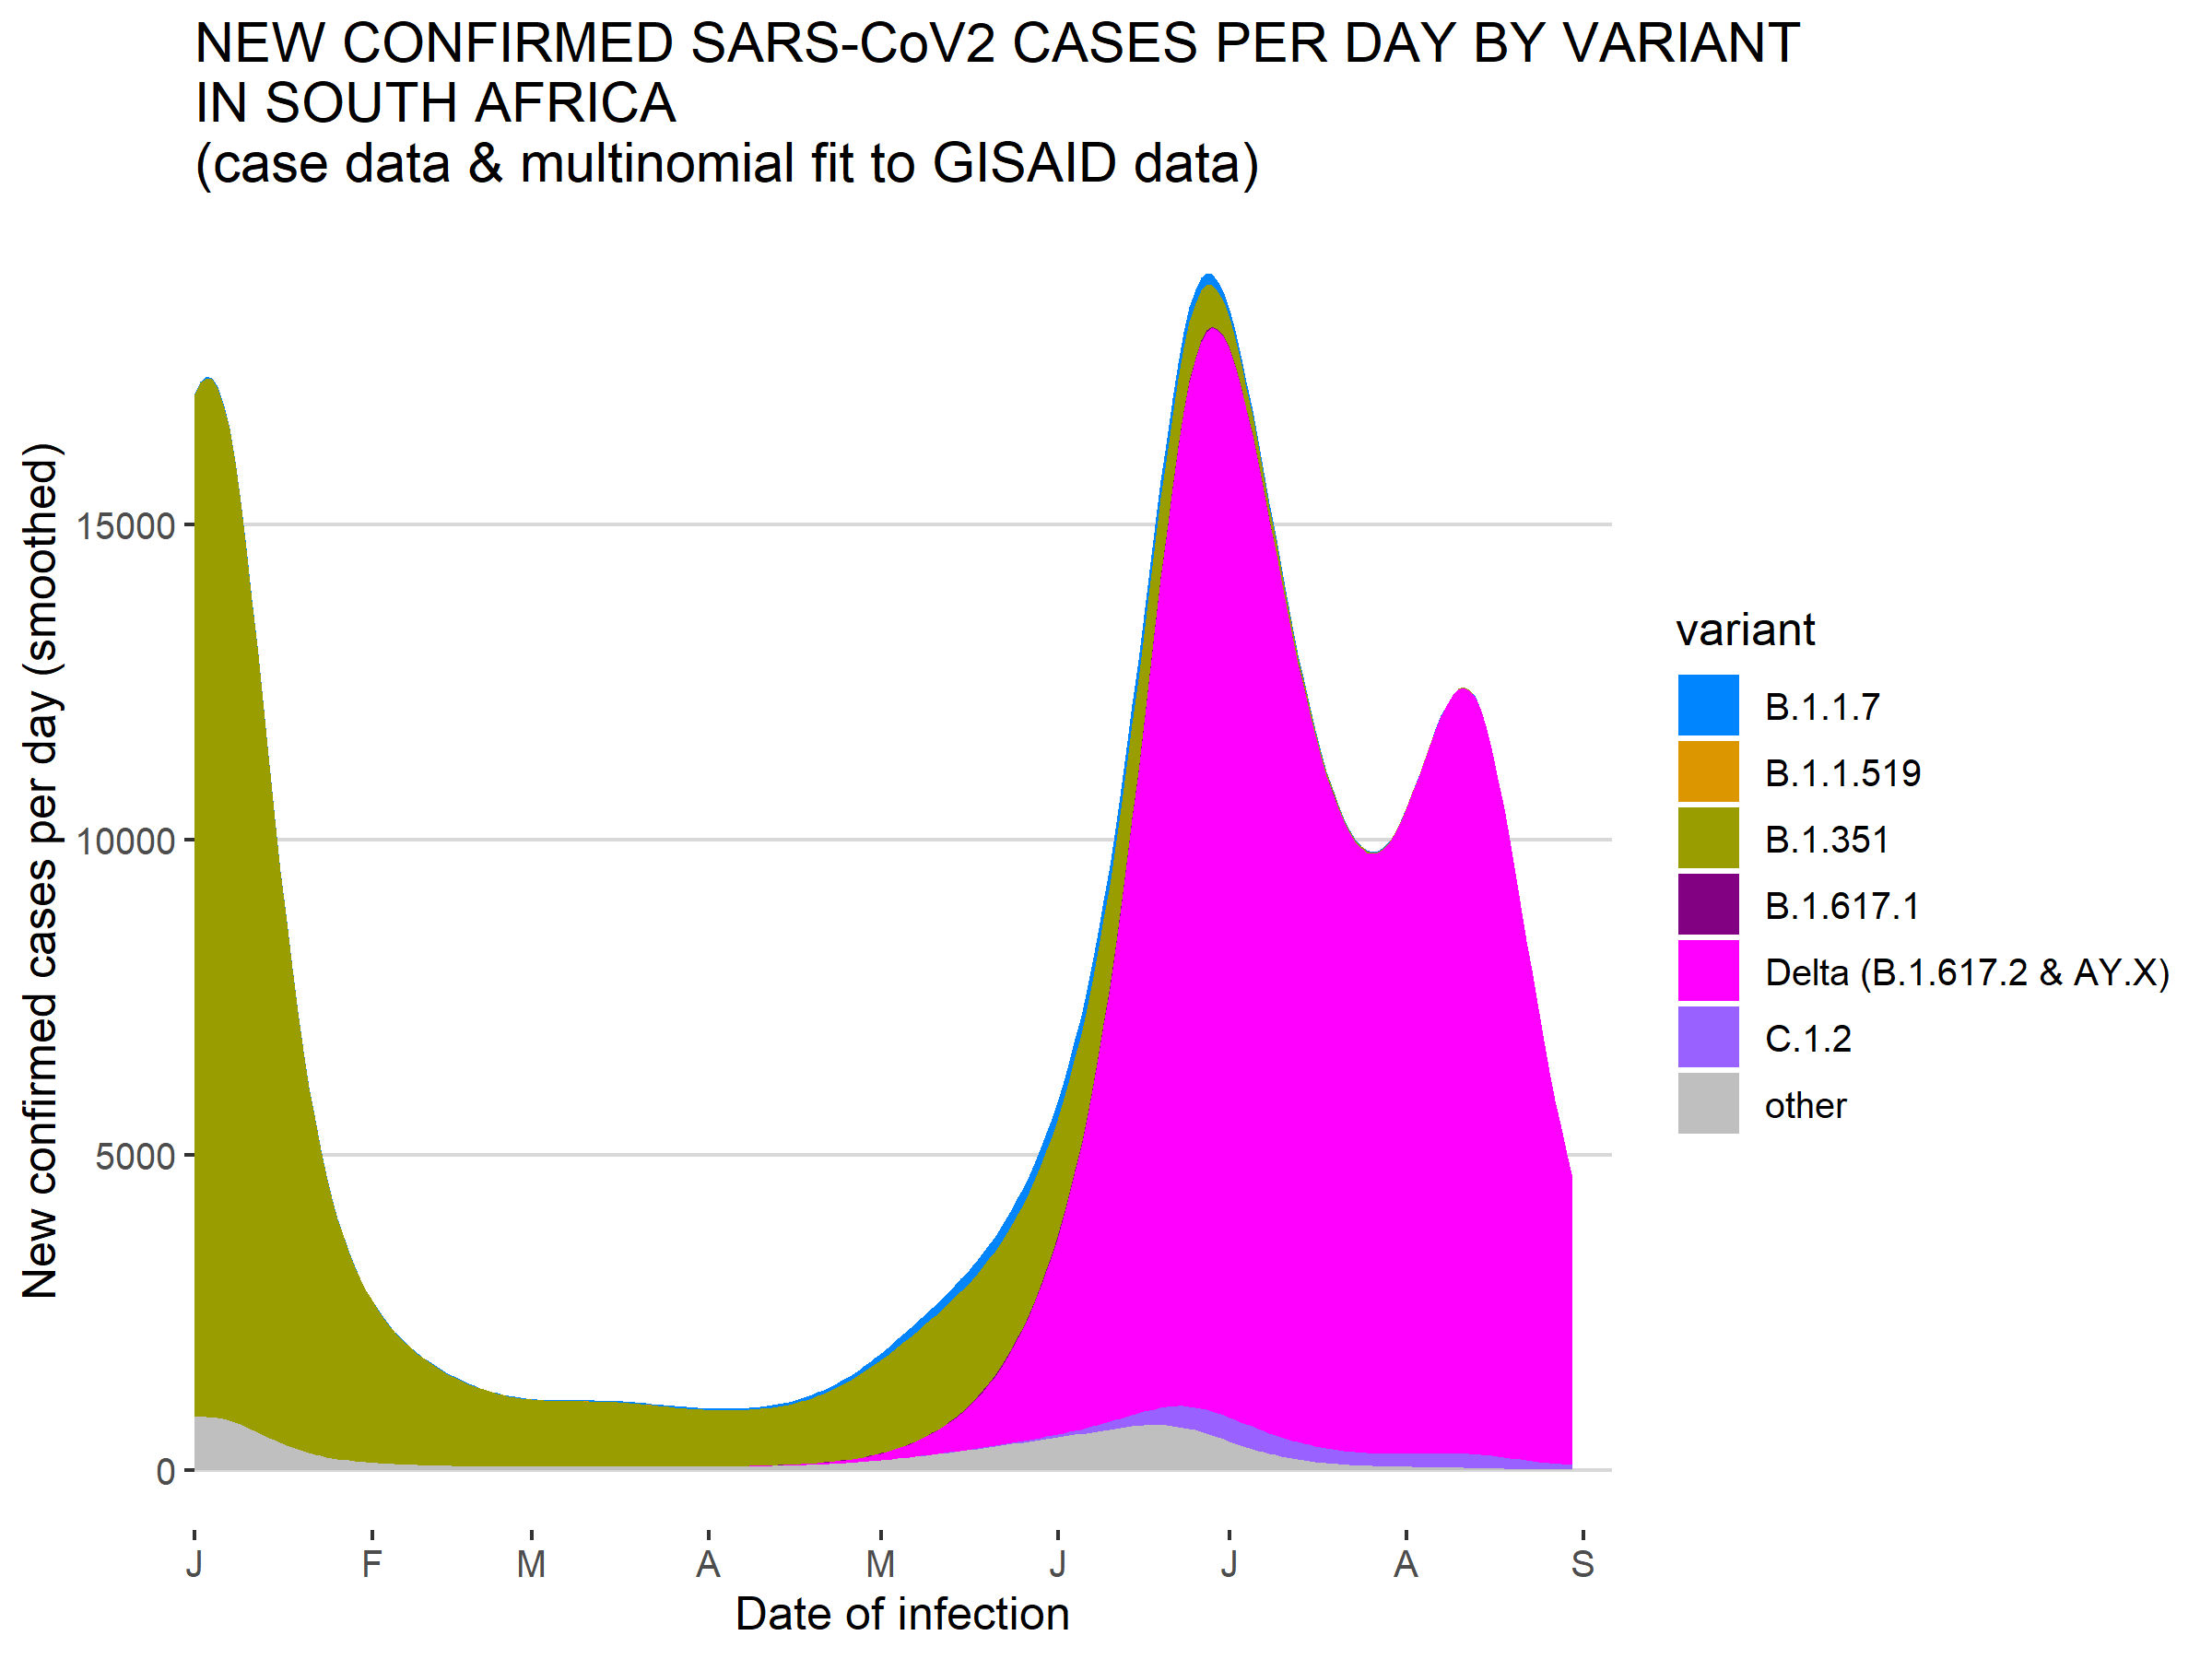 NEW CONFIRMED SARS-CoV2 CASES PER DAY BY VARIANT
IN SOUTH AFRICA
(case data & multinomial fit to GISAID data)
New confirmed cases per day (smoothed)
15000
10000
5000
0
J F M A M J J A S
Date of infection
variant
B.1.1.7
B.1.1.519
B.1.351
B.1.617.1
Delta (B.1.617.2 & AY.X)
C.1.2
other